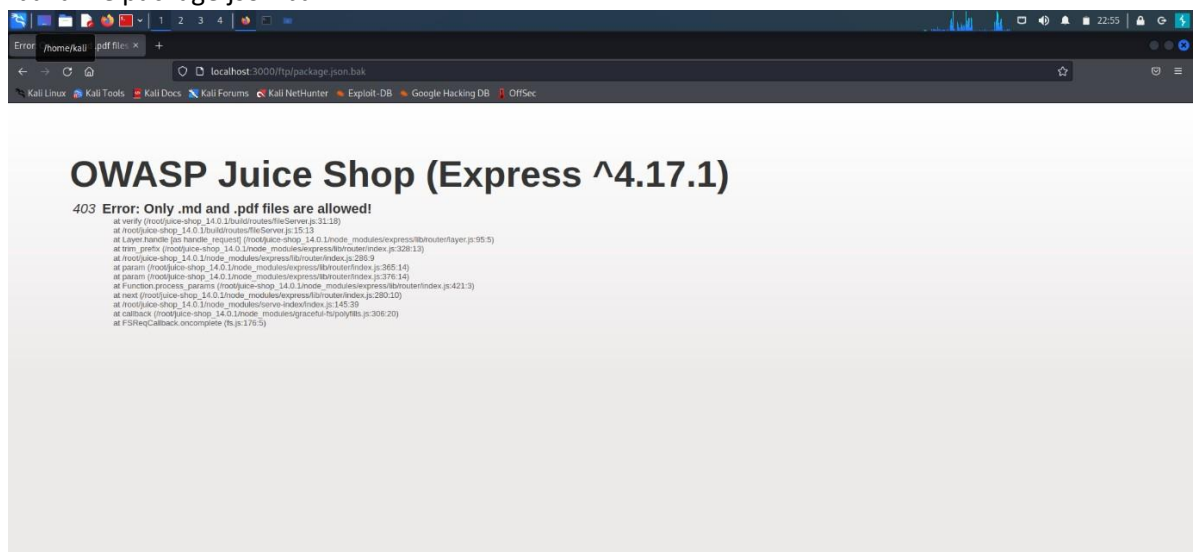 1 2 3 4
22:55
Error
/home/kali
.pdf files ×
+
localhost:3000/ftp/package.json.bak
Kali Linux Kali Tools Kali Docs Kali Forums Kali NetHunter Exploit-DB Google Hacking DB OffSec
OWASP Juice Shop (Express ^4.17.1)
403 Error: Only .md and .pdf files are allowed!
at verify (/root/juice-shop_14.0.1/build/routes/fileServer.js:31:18)
at /root/juice-shop_14.0.1/build/routes/fileServer.js:15:13
at Layer.handle [as handle_request] (/root/juice-shop_14.0.1/node_modules/express/lib/router/layer.js:95:5)
at trim_prefix (/root/juice-shop_14.0.1/node_modules/express/lib/router/index.js:328:13)
at /root/juice-shop_14.0.1/node_modules/express/lib/router/index.js:286:9
at param (/root/juice-shop_14.0.1/node_modules/express/lib/router/index.js:365:14)
at param (/root/juice-shop_14.0.1/node_modules/express/lib/router/index.js:376:14)
at Function.process_params (/root/juice-shop_14.0.1/node_modules/express/lib/router/index.js:421:3)
at next (/root/juice-shop_14.0.1/node_modules/express/lib/router/index.js:280:10)
at /root/juice-shop_14.0.1/node_modules/serve-index/index.js:145:39
at callback (/root/juice-shop_14.0.1/node_modules/graceful-fs/polyfills.js:306:20)
at FSReqCallback.oncomplete (fs.js:176:5)